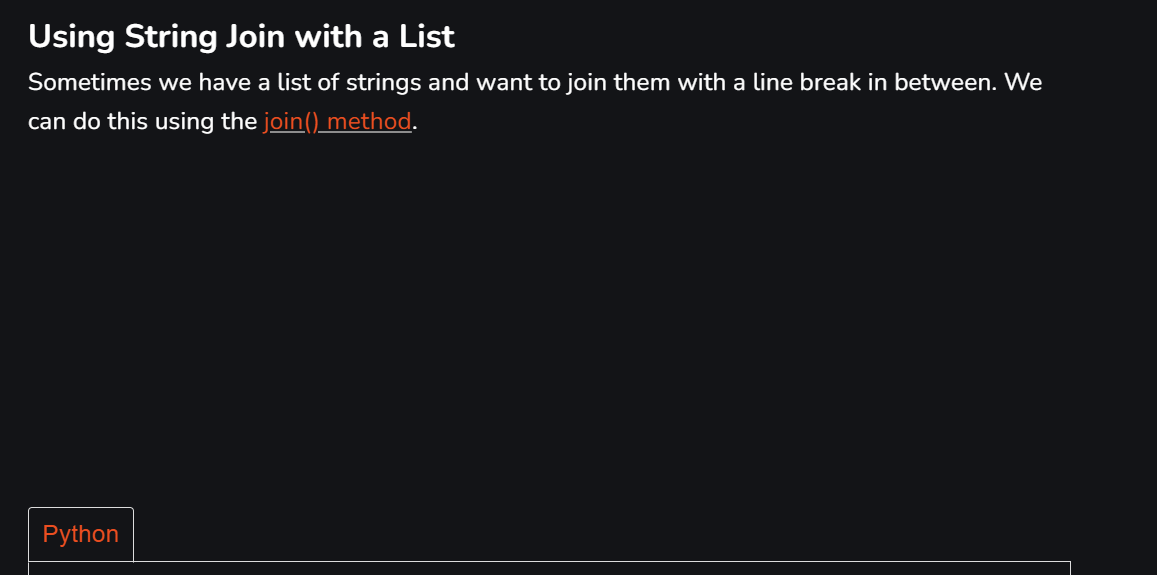 Using String Join with a List
Sometimes we have a list of strings and want to join them with a line break in between. We
can do this using the join() method.
Python